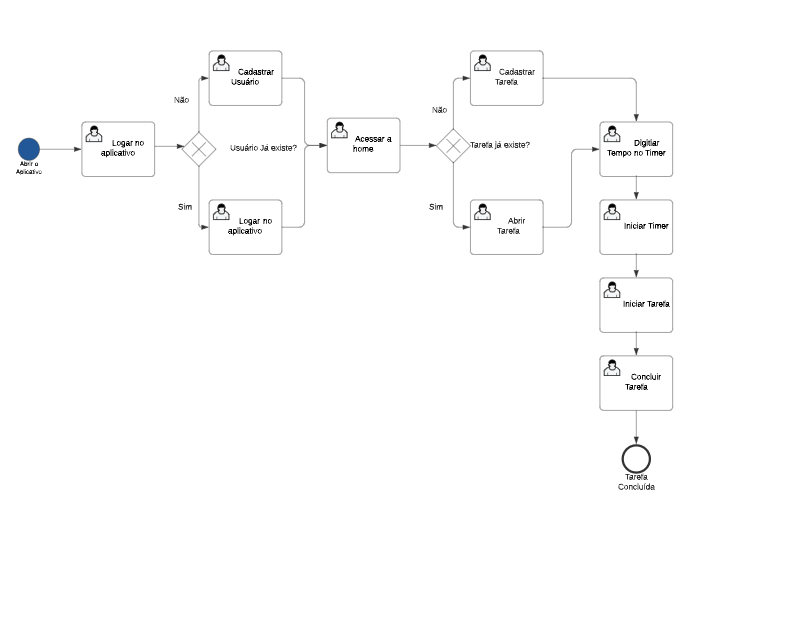 Abrir o
Aplicativo
Logar no
aplicativo
Não
Cadastrar
Usuário
Usuário Já existe?
Sim
Logar no
aplicativo
Acessar a
home
Não
Cadastrar
Tarefa
Tarefa já existe?
Sim
Abrir
Tarefa
Digitiar
Tempo no Timer
Iniciar Timer
Iniciar Tarefa
Concluir
Tarefa
Tarefa
Concluída